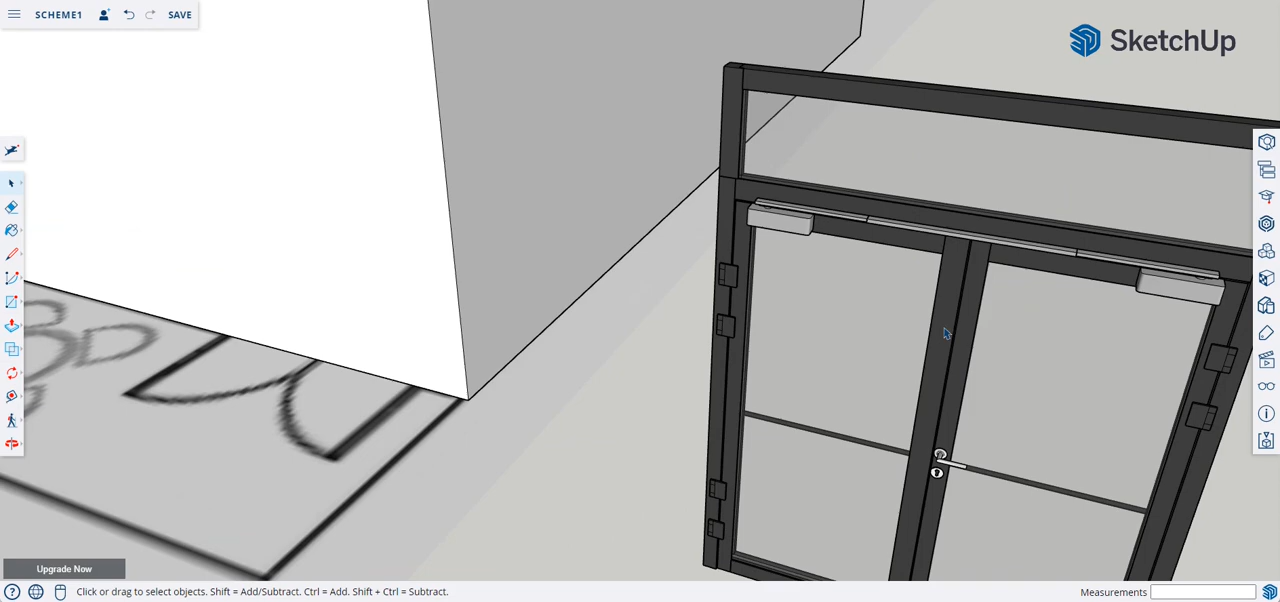 SCHEME1
SAVE
SketchUp
Upgrade Now
Click or drag to select objects. Shift = Add/Subtract. Ctrl = Add. Shift + Ctrl = Subtract.
Measurements